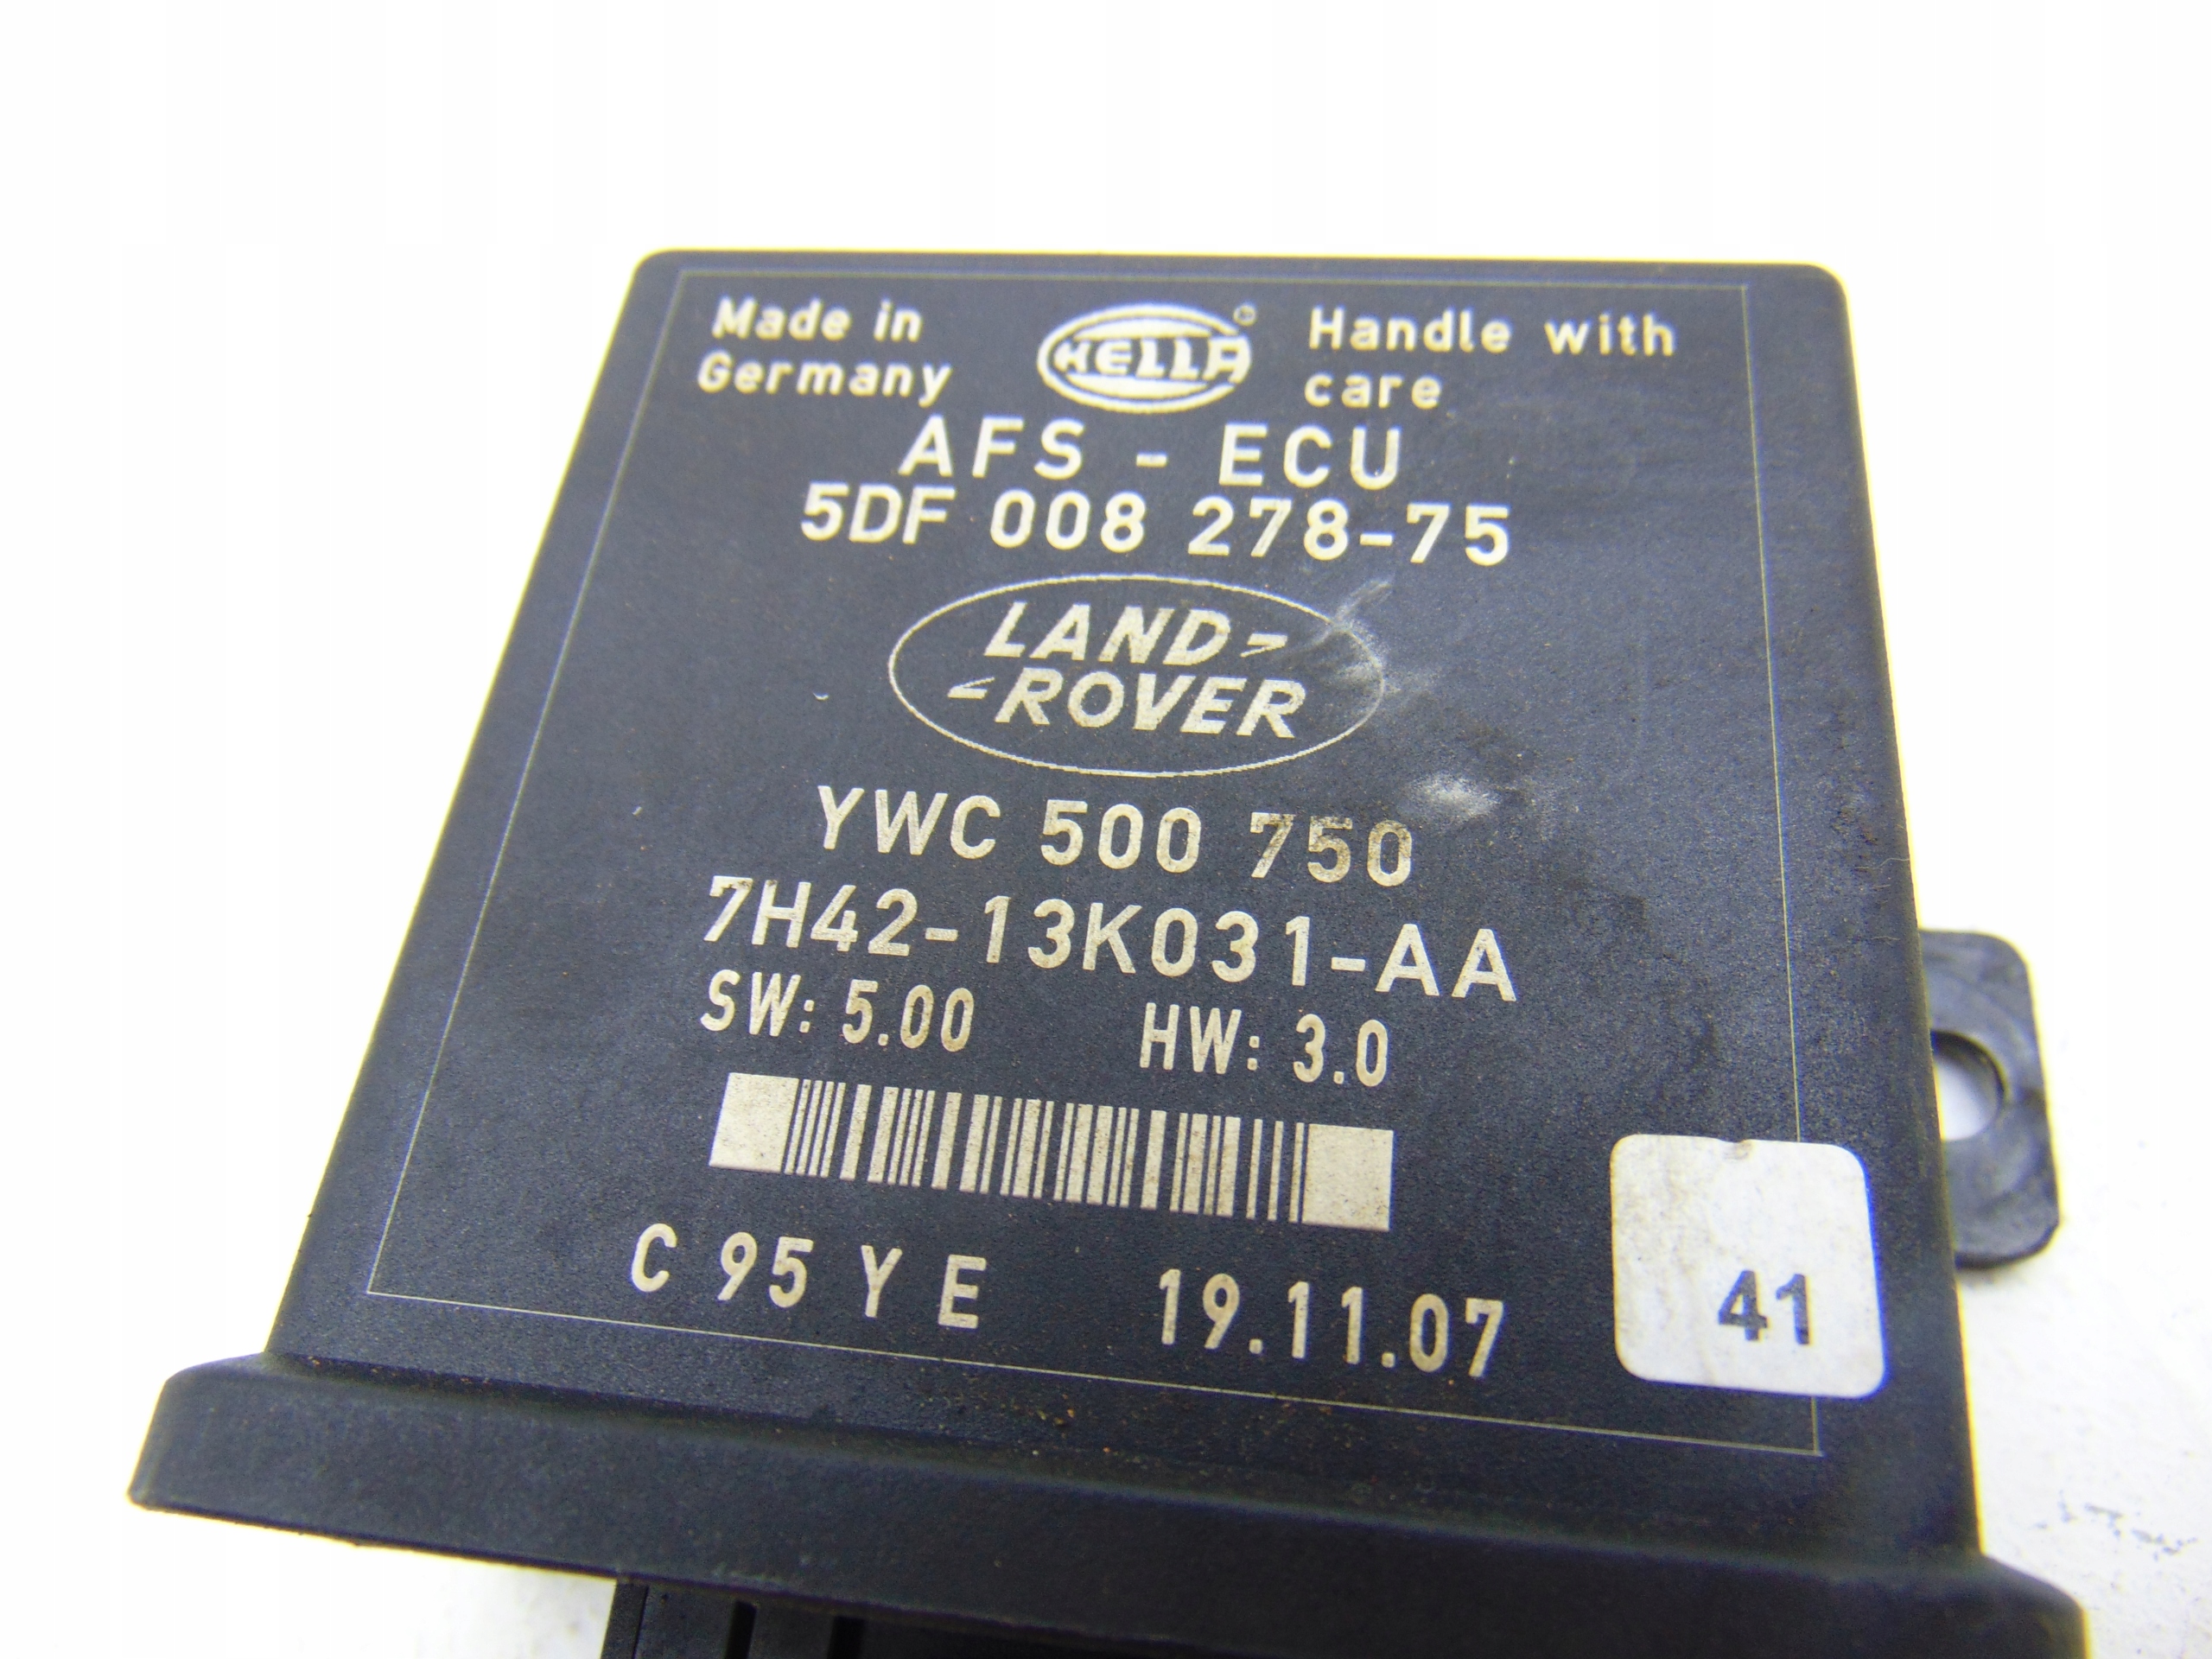 Made in
Germany
HELLA
Handle with
care
AFS - ECU
5DF 008 278-75
LAND
ROVER
YWC 500 750
7H42-13K031-AA
SW: 5.00 HW: 3.0
C 95 Y E 19.11.07
41